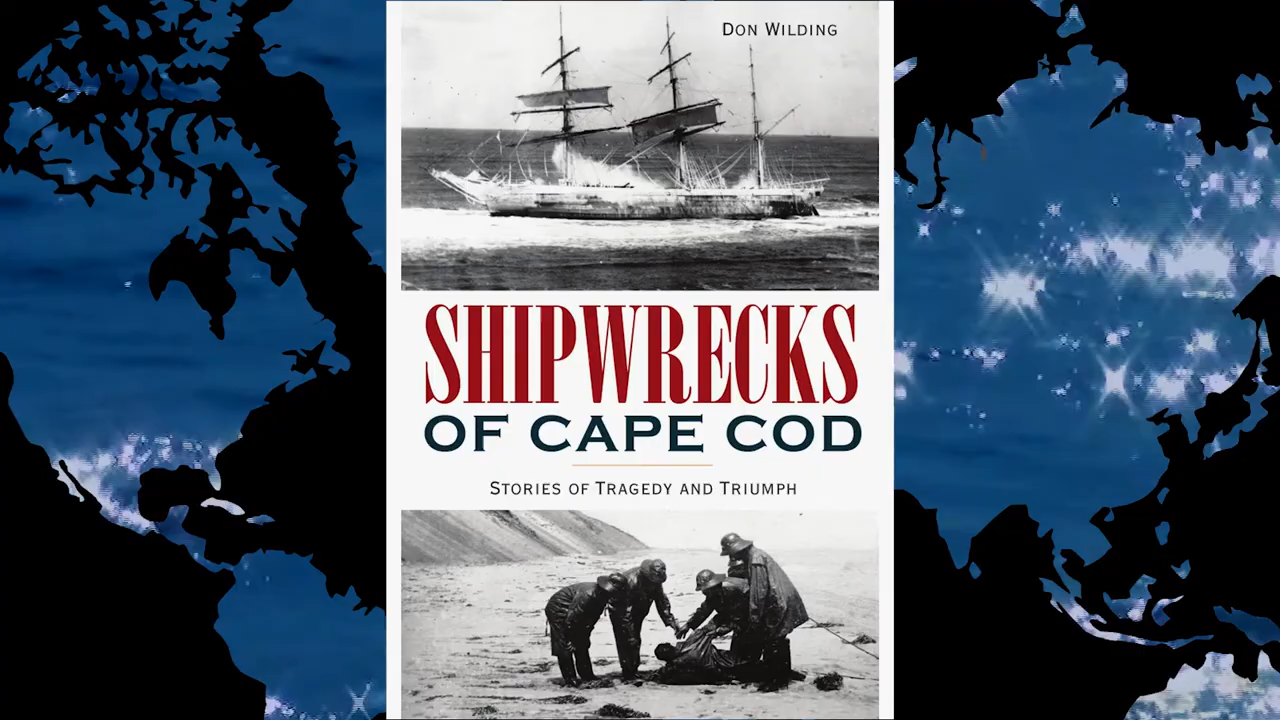 DON WILDING
SHIPWRECKS
OF CAPE COD
STORIES OF TRAGEDY AND TRIUMPH